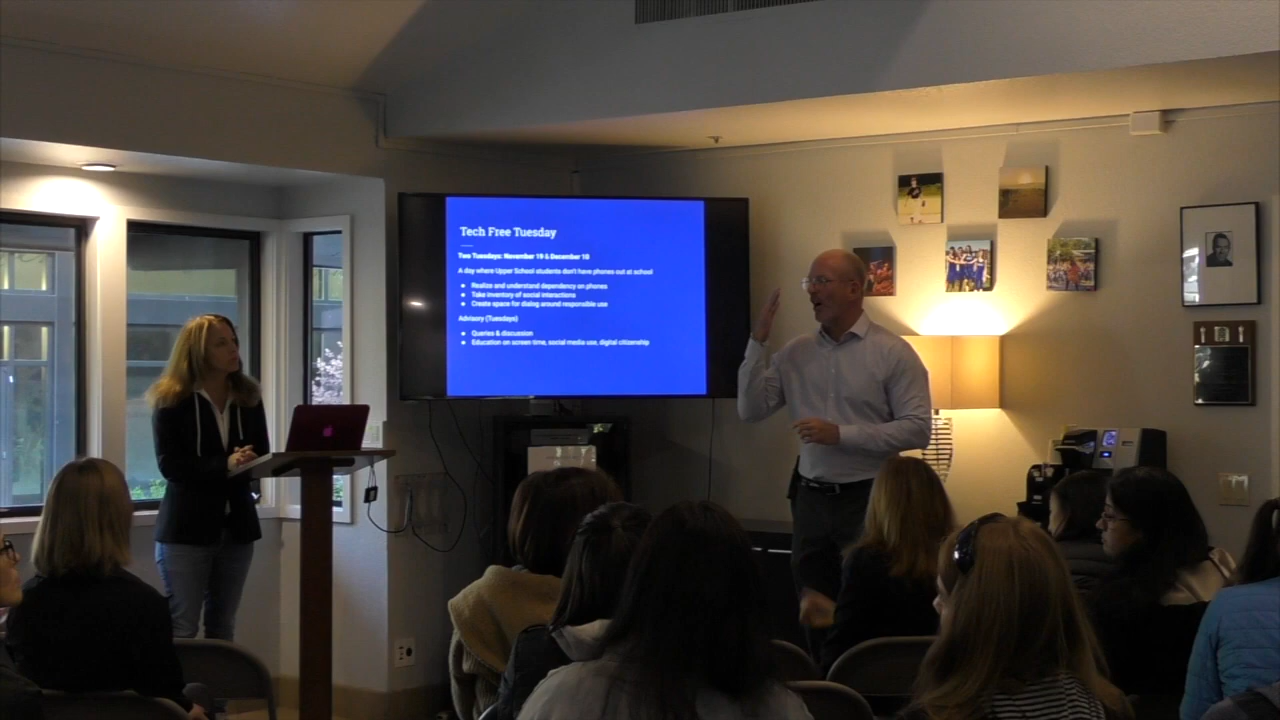 Tech Free Tuesday
Two Tuesdays: November 19 & December 10
A day where Upper School students don't have phones out at school
● Realize and understand dependency on phones
● Take inventory of social interactions
● Create space for dialog around responsible use
Advisory (Tuesdays)
● Queries & discussion
● Education on screen time, social media use, digital citizenship